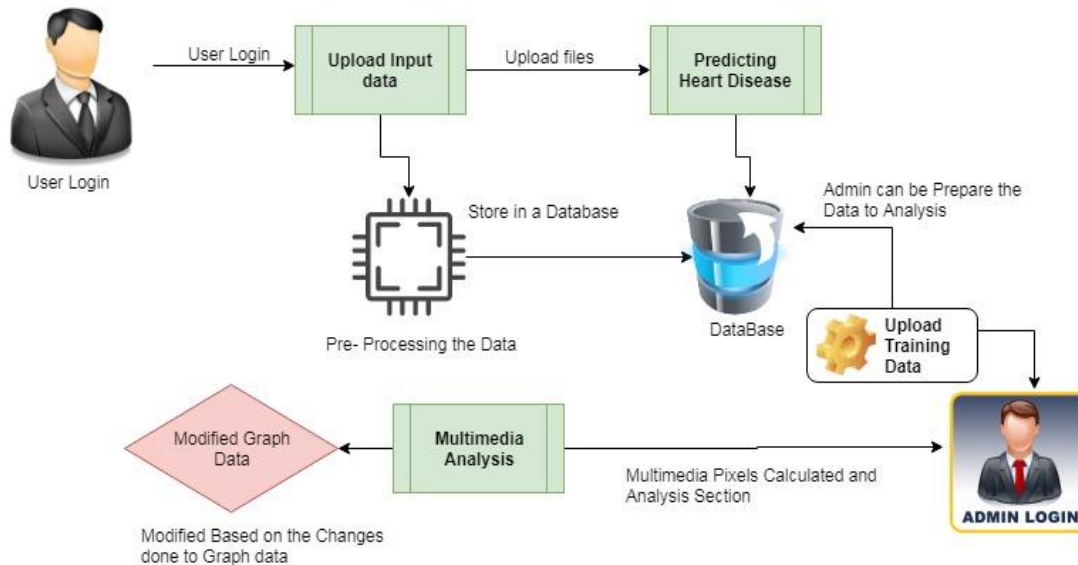 User Login
User Login
Upload Input
data
Upload files
Predicting
Heart Disease
Store in a Database
Admin can be Prepare the
Data to Analysis
Pre- Processing the Data
DataBase
Upload
Training
Data
Modified Graph
Data
Multimedia
Analysis
Multimedia Pixels Calculated and
Analysis Section
ADMIN LOGIN
Modified Based on the Changes
done to Graph data